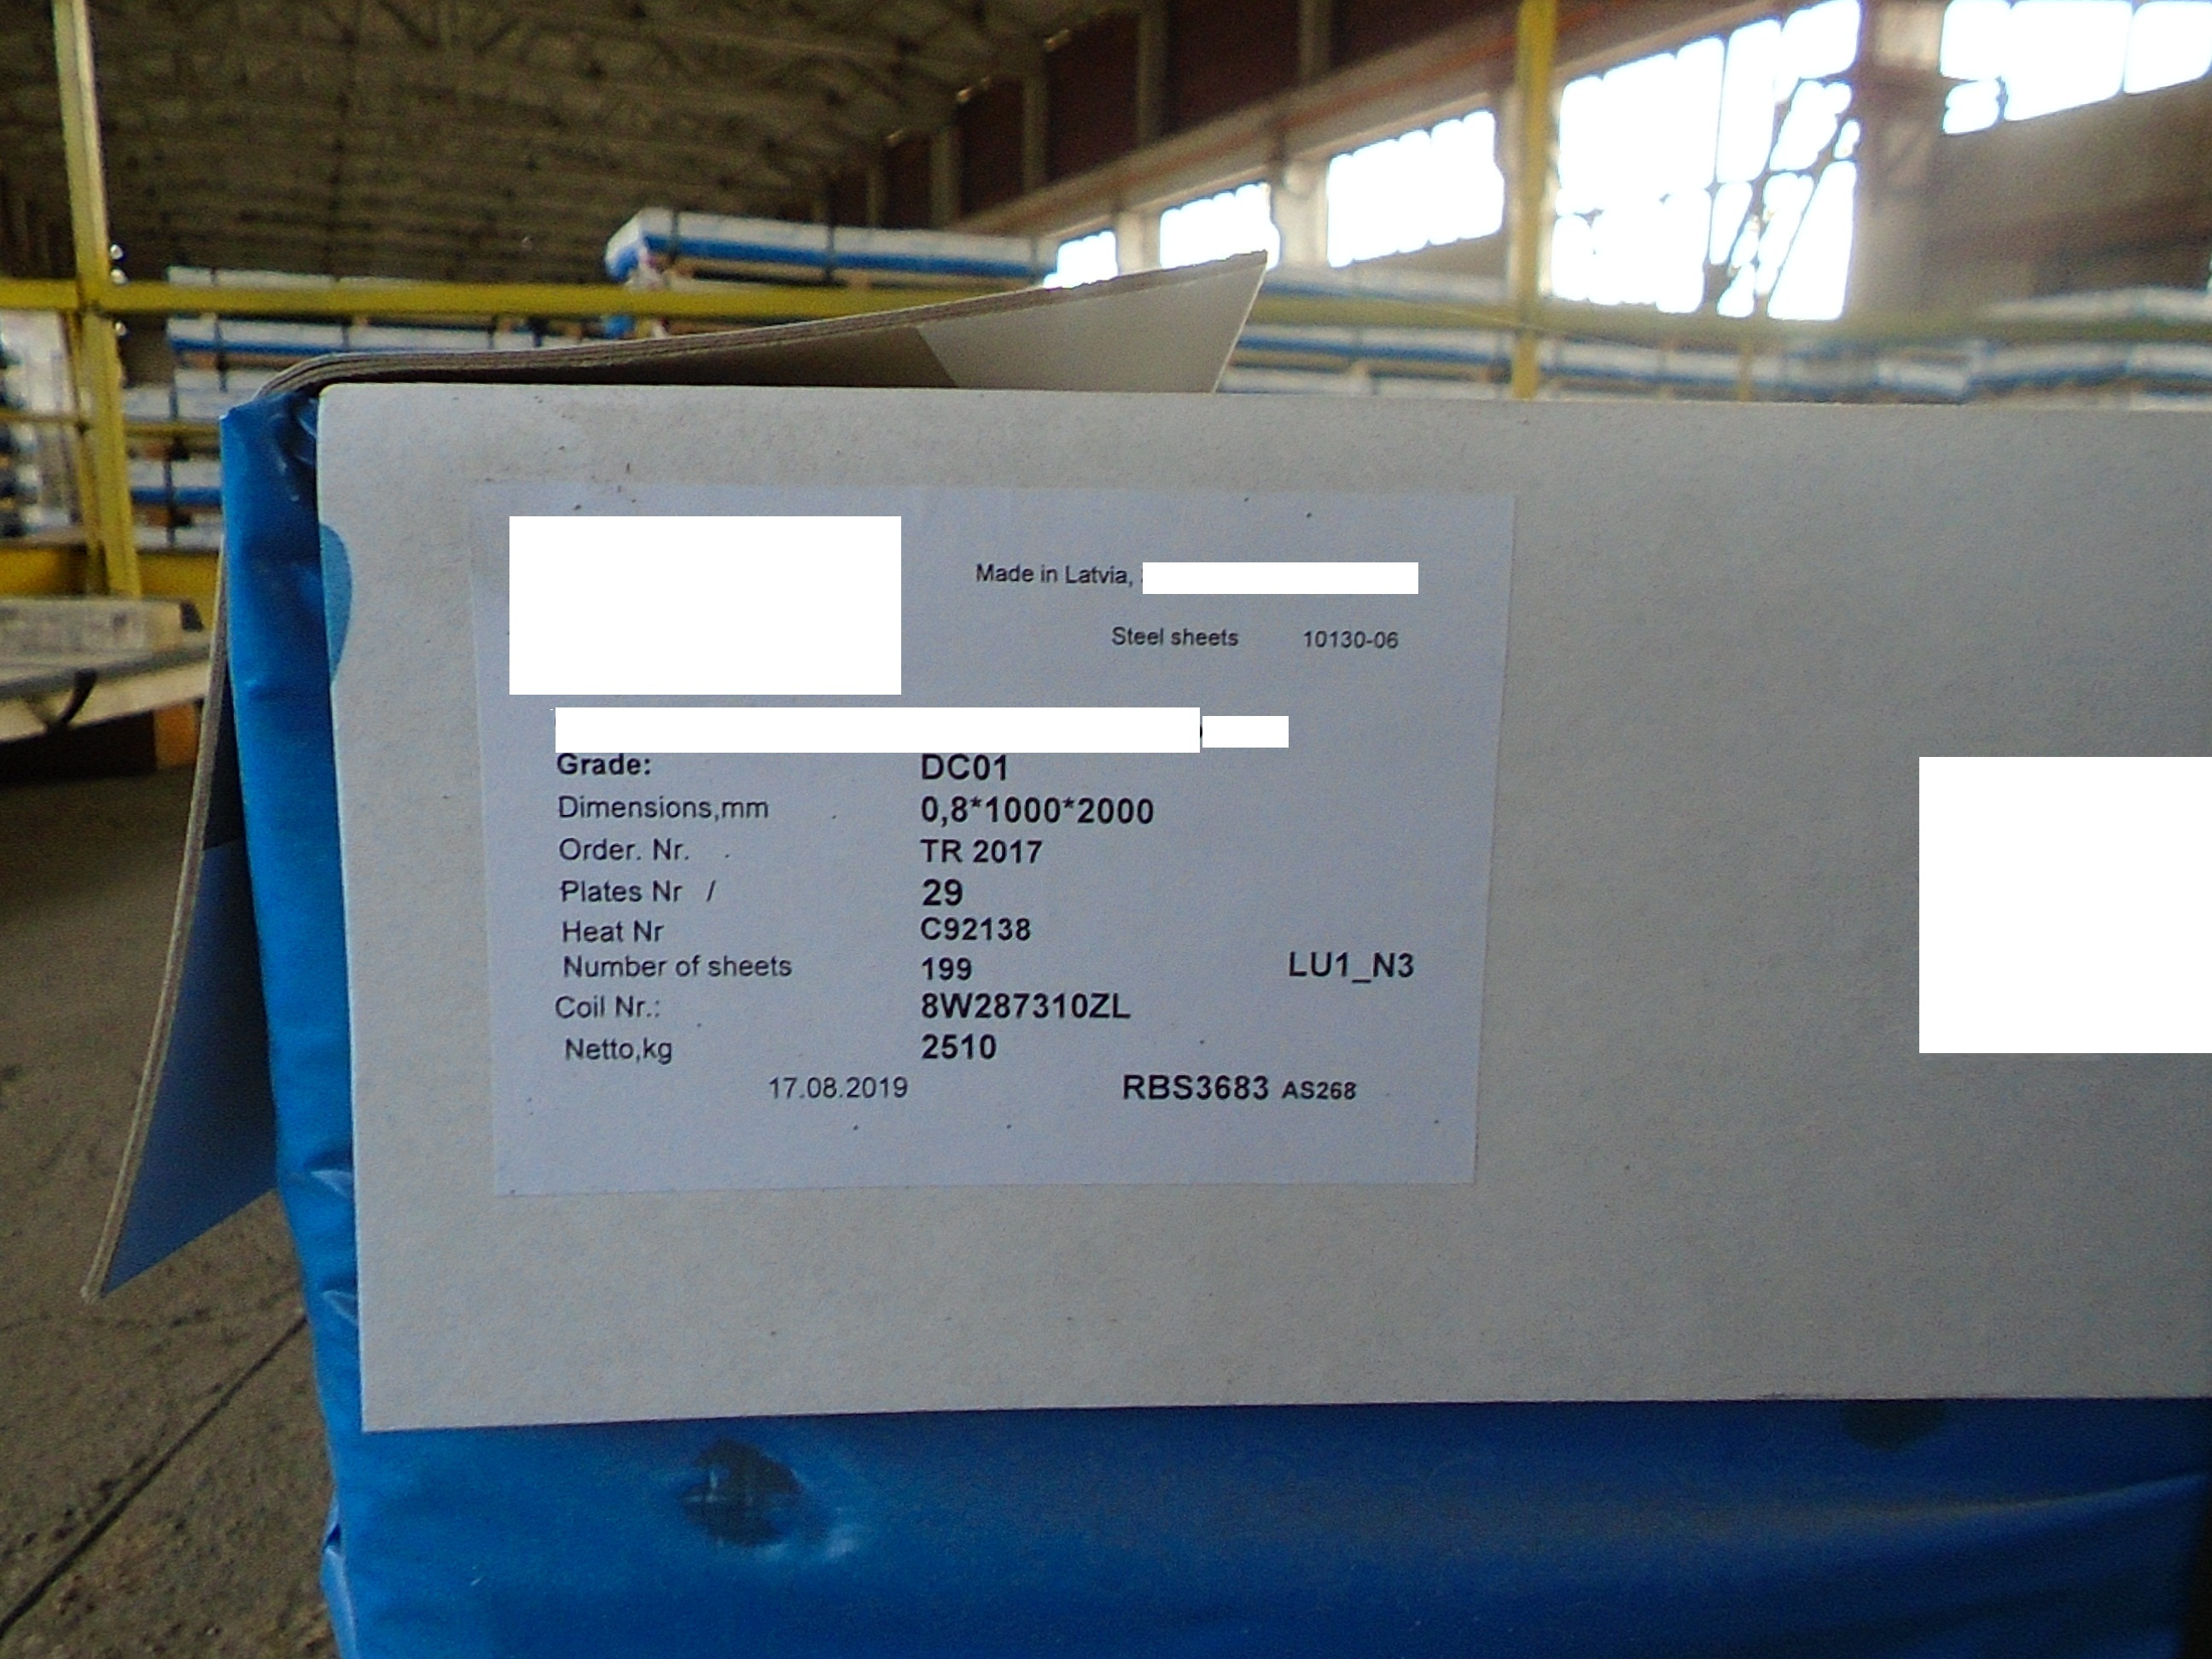 Made in Latvia,
Steel sheets 10130-06
Grade: DC01
Dimensions,mm 0,8*1000*2000
Order. Nr. TR 2017
Plates Nr / 29
Heat Nr C92138
Number of sheets 199 LU1_N3
Coil Nr.: 8W287310ZL
Netto,kg 2510
17.08.2019 RBS3683 AS268